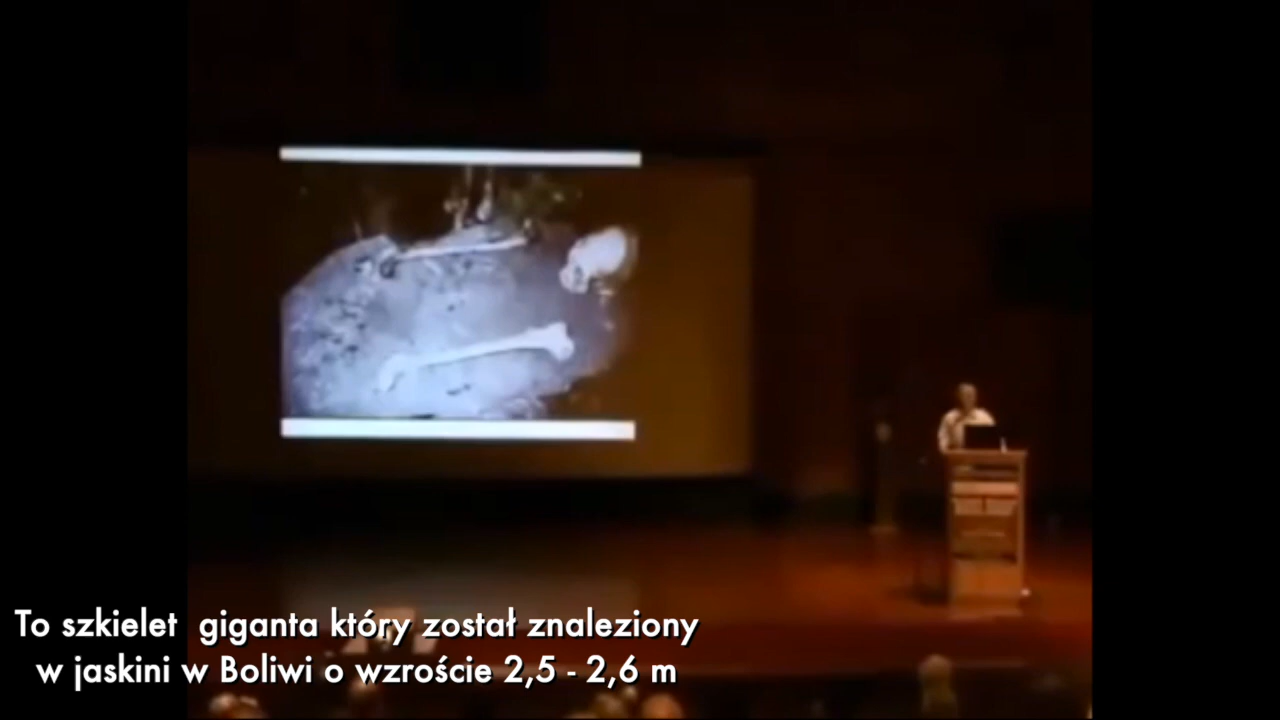 To szkielet giganta który został znaleziony
w jaskini w Boliwi o wzroście 2,5 - 2,6 m